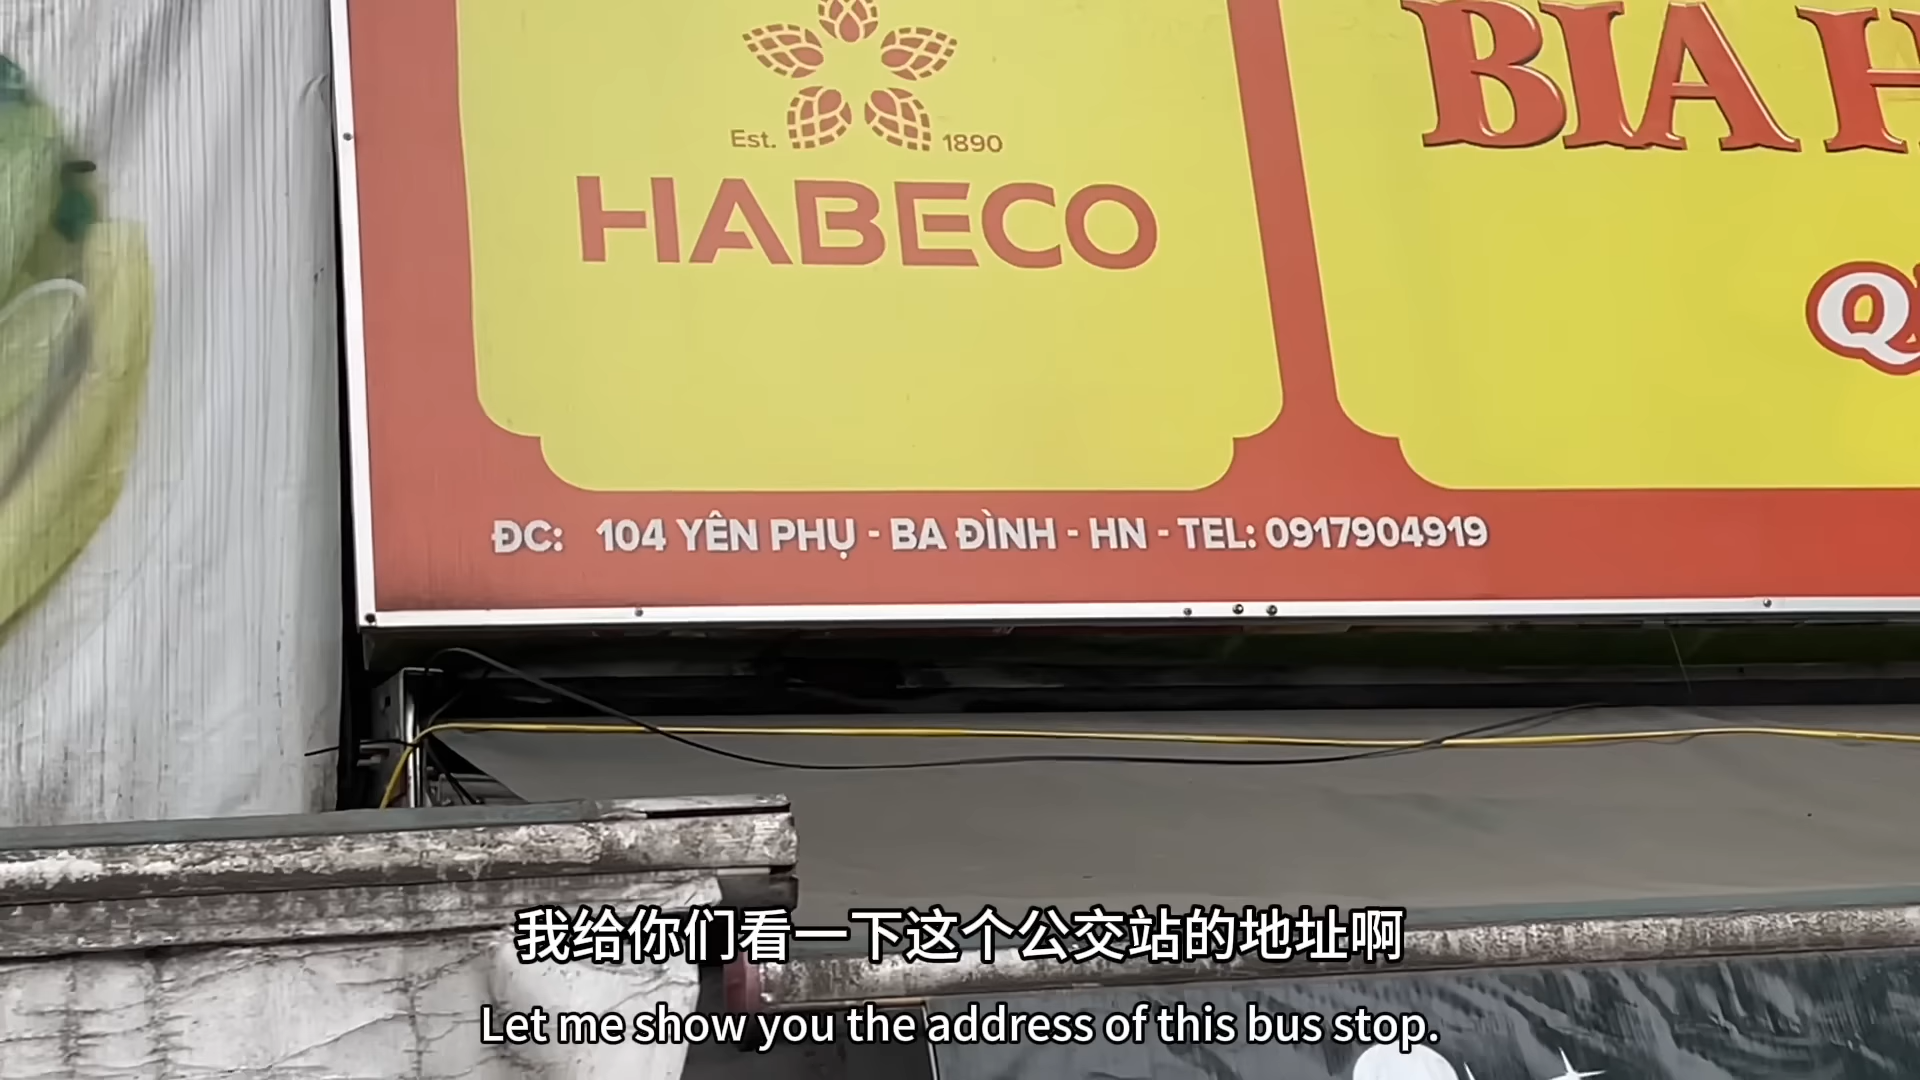 Est. 1890
HABECO
BIA
ĐC: 104 YÊN PHỤ - BA ĐÌNH - HN - TEL: 0917904919
我给你们看一下这个公交站的地址啊
Let me show you the address of this bus stop.